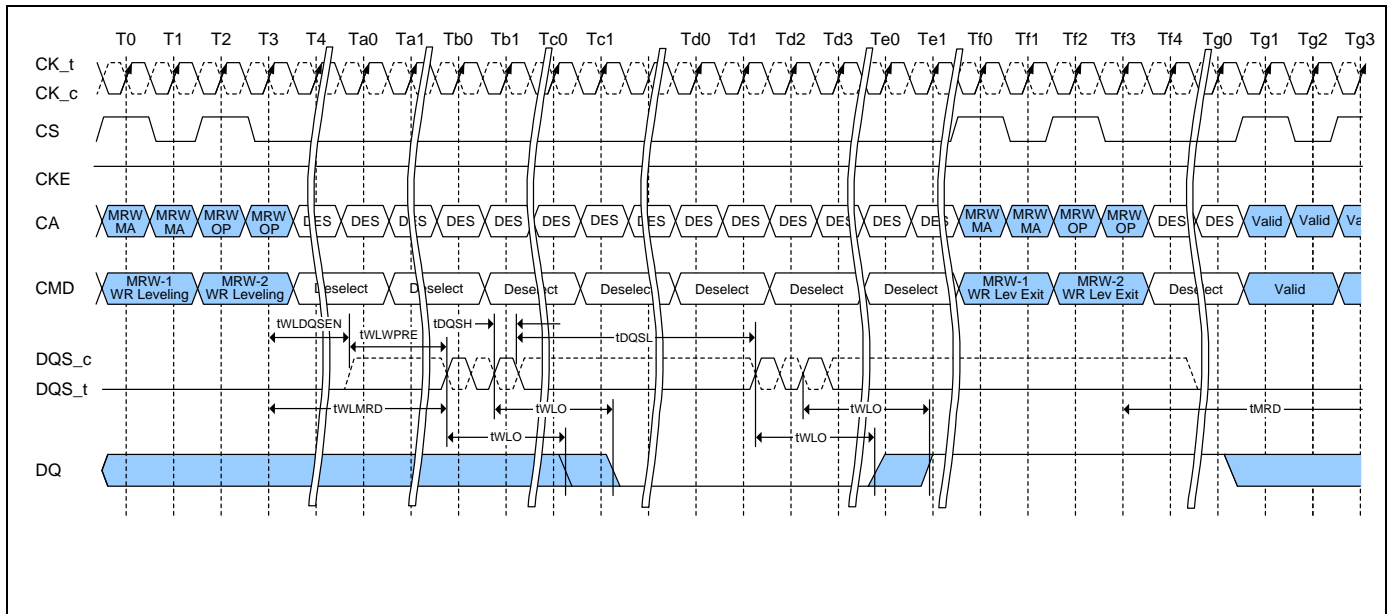 T0 T1 T2 T3 T4 Ta0 Ta1 Tb0 Tb1 Tc0 Tc1 Td0 Td1 Td2 Td3 Te0 Te1 Tf0 Tf1 Tf2 Tf3 Tf4 Tg0 Tg1 Tg2 Tg3
CK_t
CK_c
CS
CKE
CA
MRW MA
MRW MA
MRW OP
MRW OP
DES DES DES DES DES DES DES DES DES DES DES DES DES DES
MRW MA
MRW MA
MRW OP
MRW OP
DES DES Valid Valid Va
CMD
MRW-1 WR Leveling
MRW-2 WR Leveling
Deselect Deselect Deselect Deselect Deselect Deselect Deselect
MRW-1 WR Lev Exit
MRW-2 WR Lev Exit
Deselect Valid
tWLDQSEN
tWLWPRE
tDQSH
tDQSL
DQS_c
DQS_t
tWLMRD
tWLO
tWLO
tMRD
tWLO
tWLO
DQ